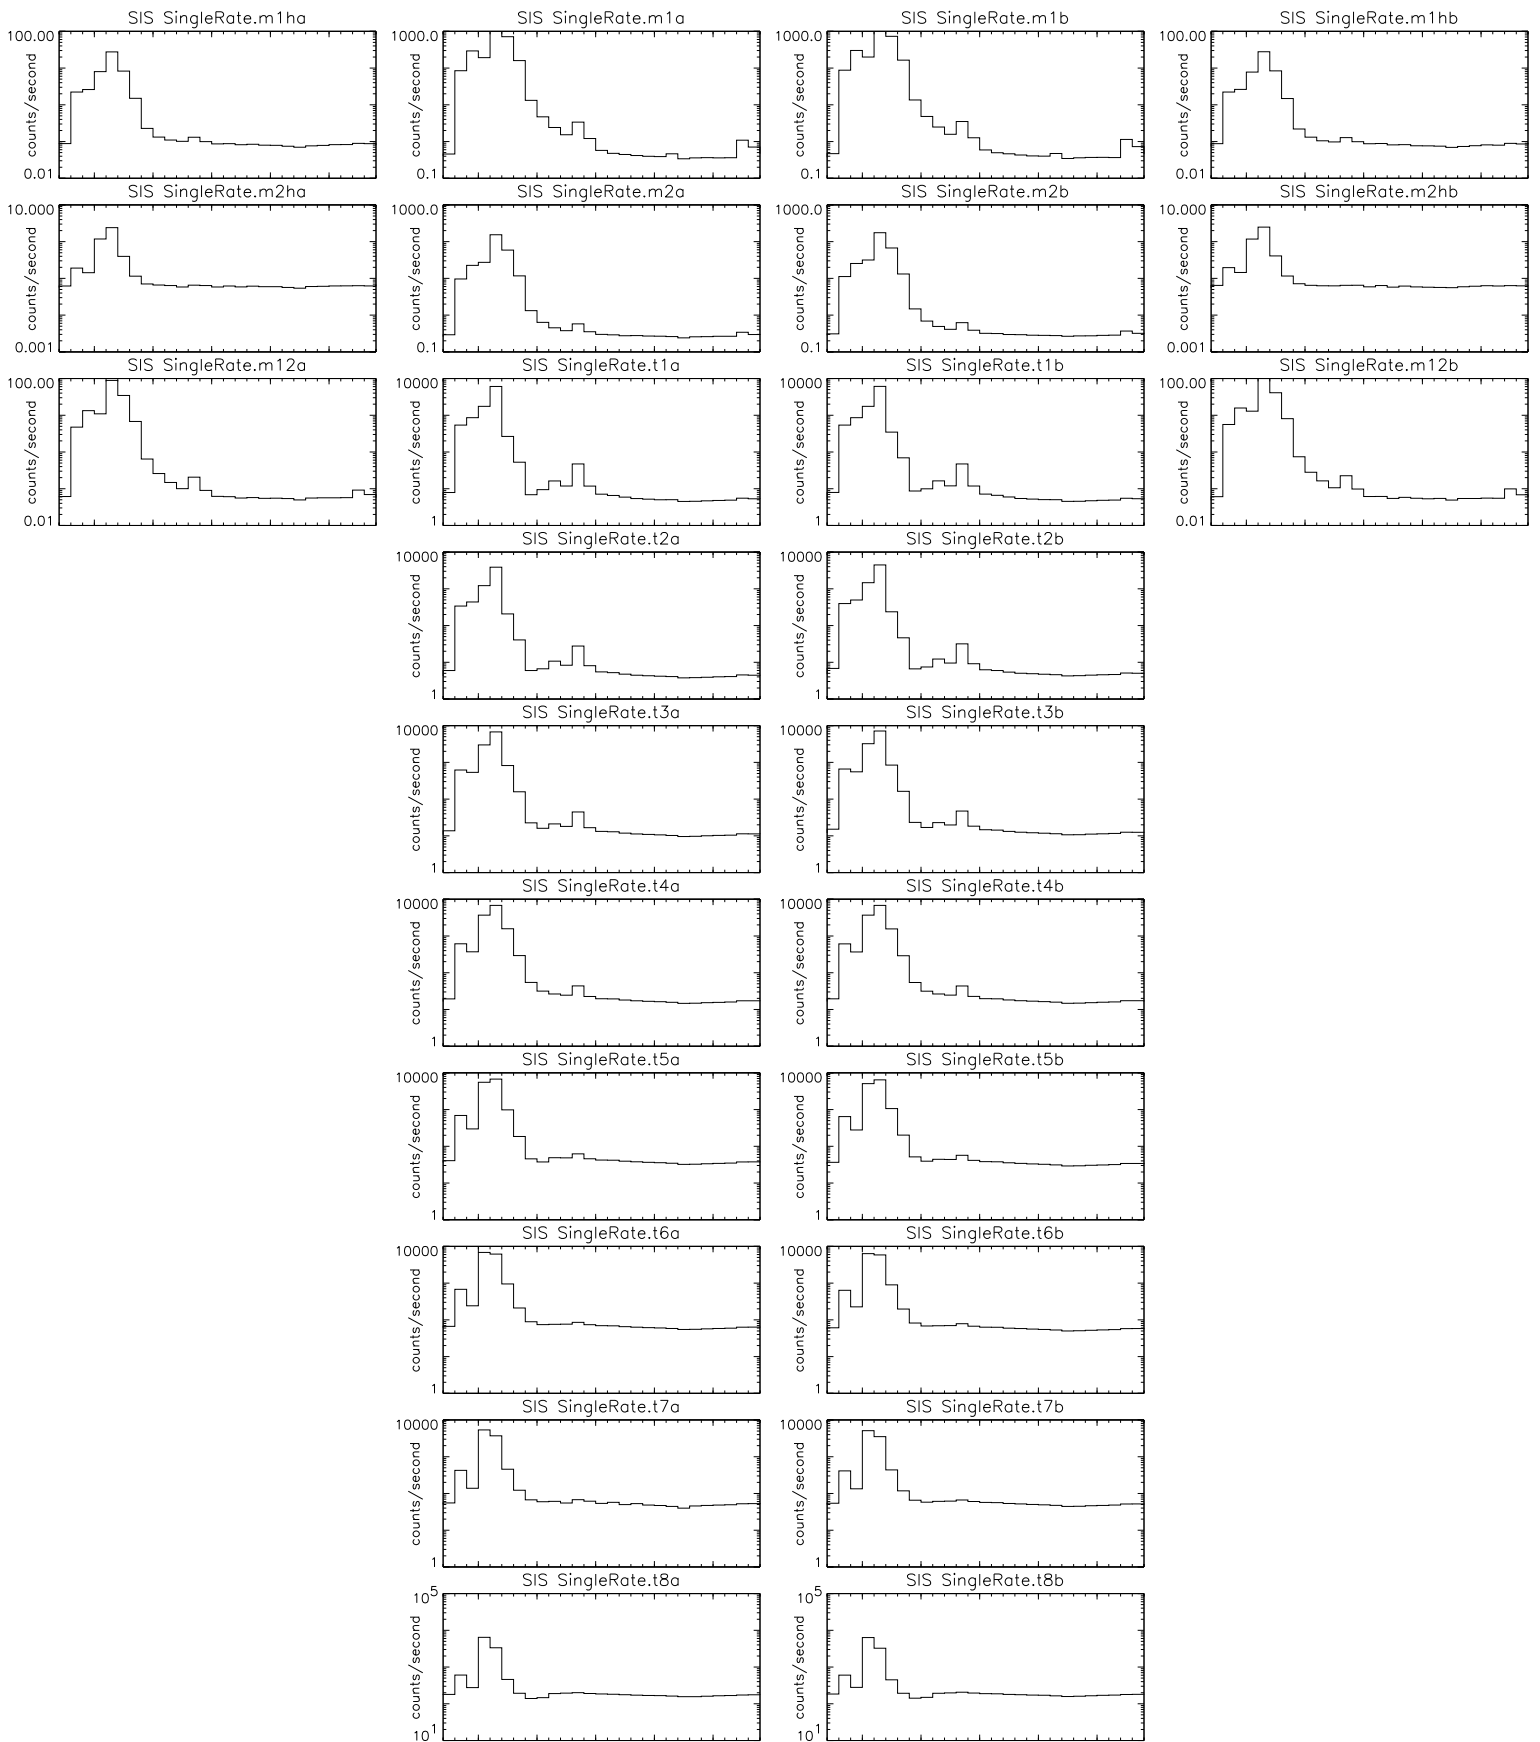 SIS SingleRate.m1ha
100.00
counts/second
0.01
SIS SingleRate.m1a
1000.0
counts/second
0.1
SIS SingleRate.m1b
1000.0
counts/second
0.1
SIS SingleRate.m1hb
100.00
counts/second
0.01
SIS SingleRate.m2ha
10.000
counts/second
0.001
SIS SingleRate.m2a
1000.0
counts/second
0.1
SIS SingleRate.m2b
1000.0
counts/second
0.1
SIS SingleRate.m2hb
10.000
counts/second
0.001
SIS SingleRate.m12a
100.00
counts/second
0.01
SIS SingleRate.t1a
10000
counts/second
1
SIS SingleRate.t1b
10000
counts/second
1
SIS SingleRate.m12b
100.00
counts/second
0.01
SIS SingleRate.t2a
10000
counts/second
1
SIS SingleRate.t2b
10000
counts/second
1
SIS SingleRate.t3a
10000
counts/second
1
SIS SingleRate.t3b
10000
counts/second
1
SIS SingleRate.t4a
10000
counts/second
1
SIS SingleRate.t4b
10000
counts/second
1
SIS SingleRate.t5a
10000
counts/second
1
SIS SingleRate.t5b
10000
counts/second
1
SIS SingleRate.t6a
10000
counts/second
1
SIS SingleRate.t6b
10000
counts/second
1
SIS SingleRate.t7a
10000
counts/second
1
SIS SingleRate.t7b
10000
counts/second
1
SIS SingleRate.t8a
10^5
counts/second
10^1
SIS SingleRate.t8b
10^5
counts/second
10^1